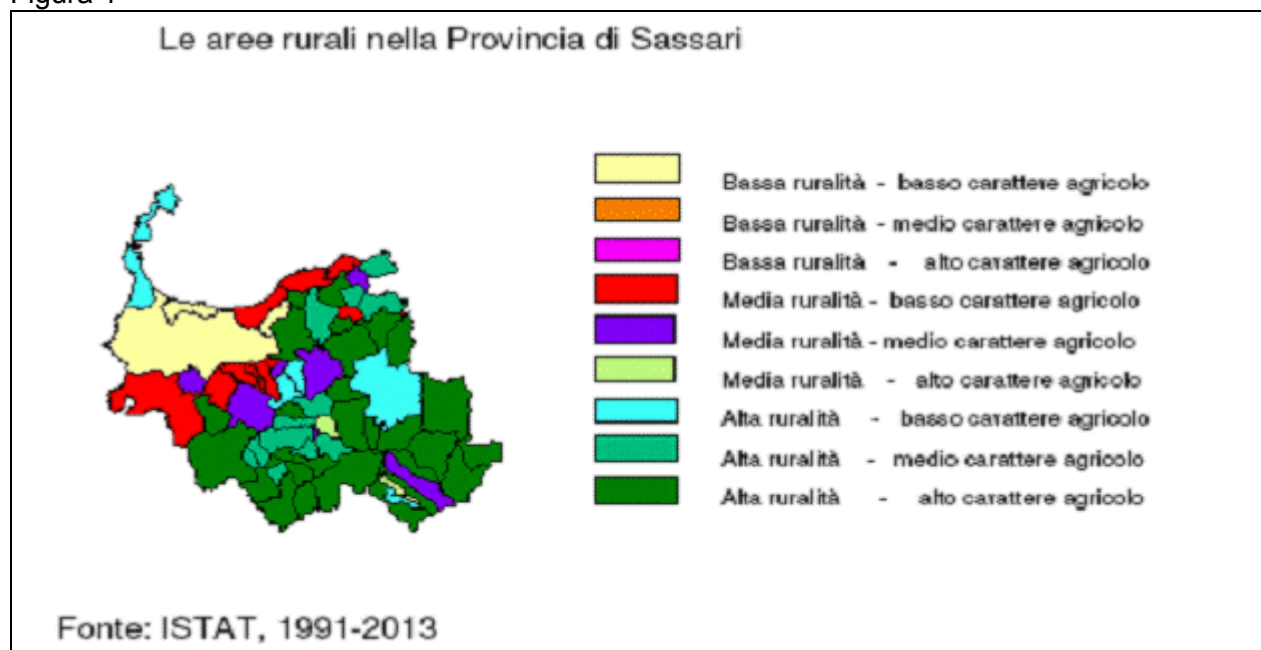 Le aree rurali nella Provincia di Sassari
Bassa ruralità - basso carattere agricolo
Bassa ruralità - medio carattere agricolo
Bassa ruralità - alto carattere agricolo
Media ruralità - basso carattere agricolo
Media ruralità - medio carattere agricolo
Media ruralità - alto carattere agricolo
Alta ruralità - basso carattere agricolo
Alta ruralità - medio carattere agricolo
Alta ruralità - alto carattere agricolo
Fonte: ISTAT, 1991-2013